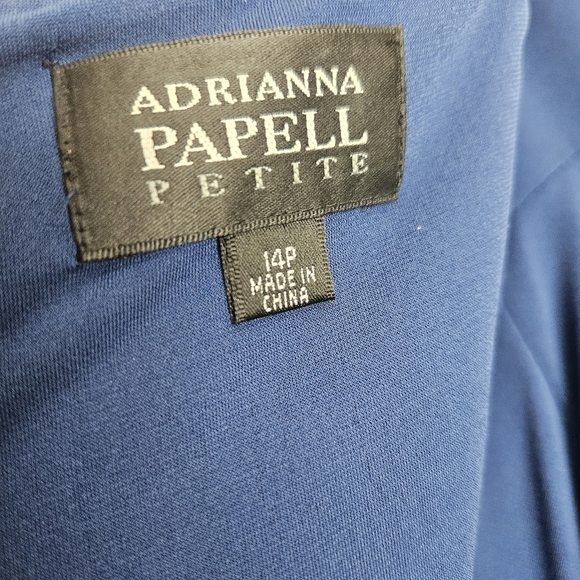 ADRIANNA
PAPELL
PETITE
14P
MADE IN
CHINA